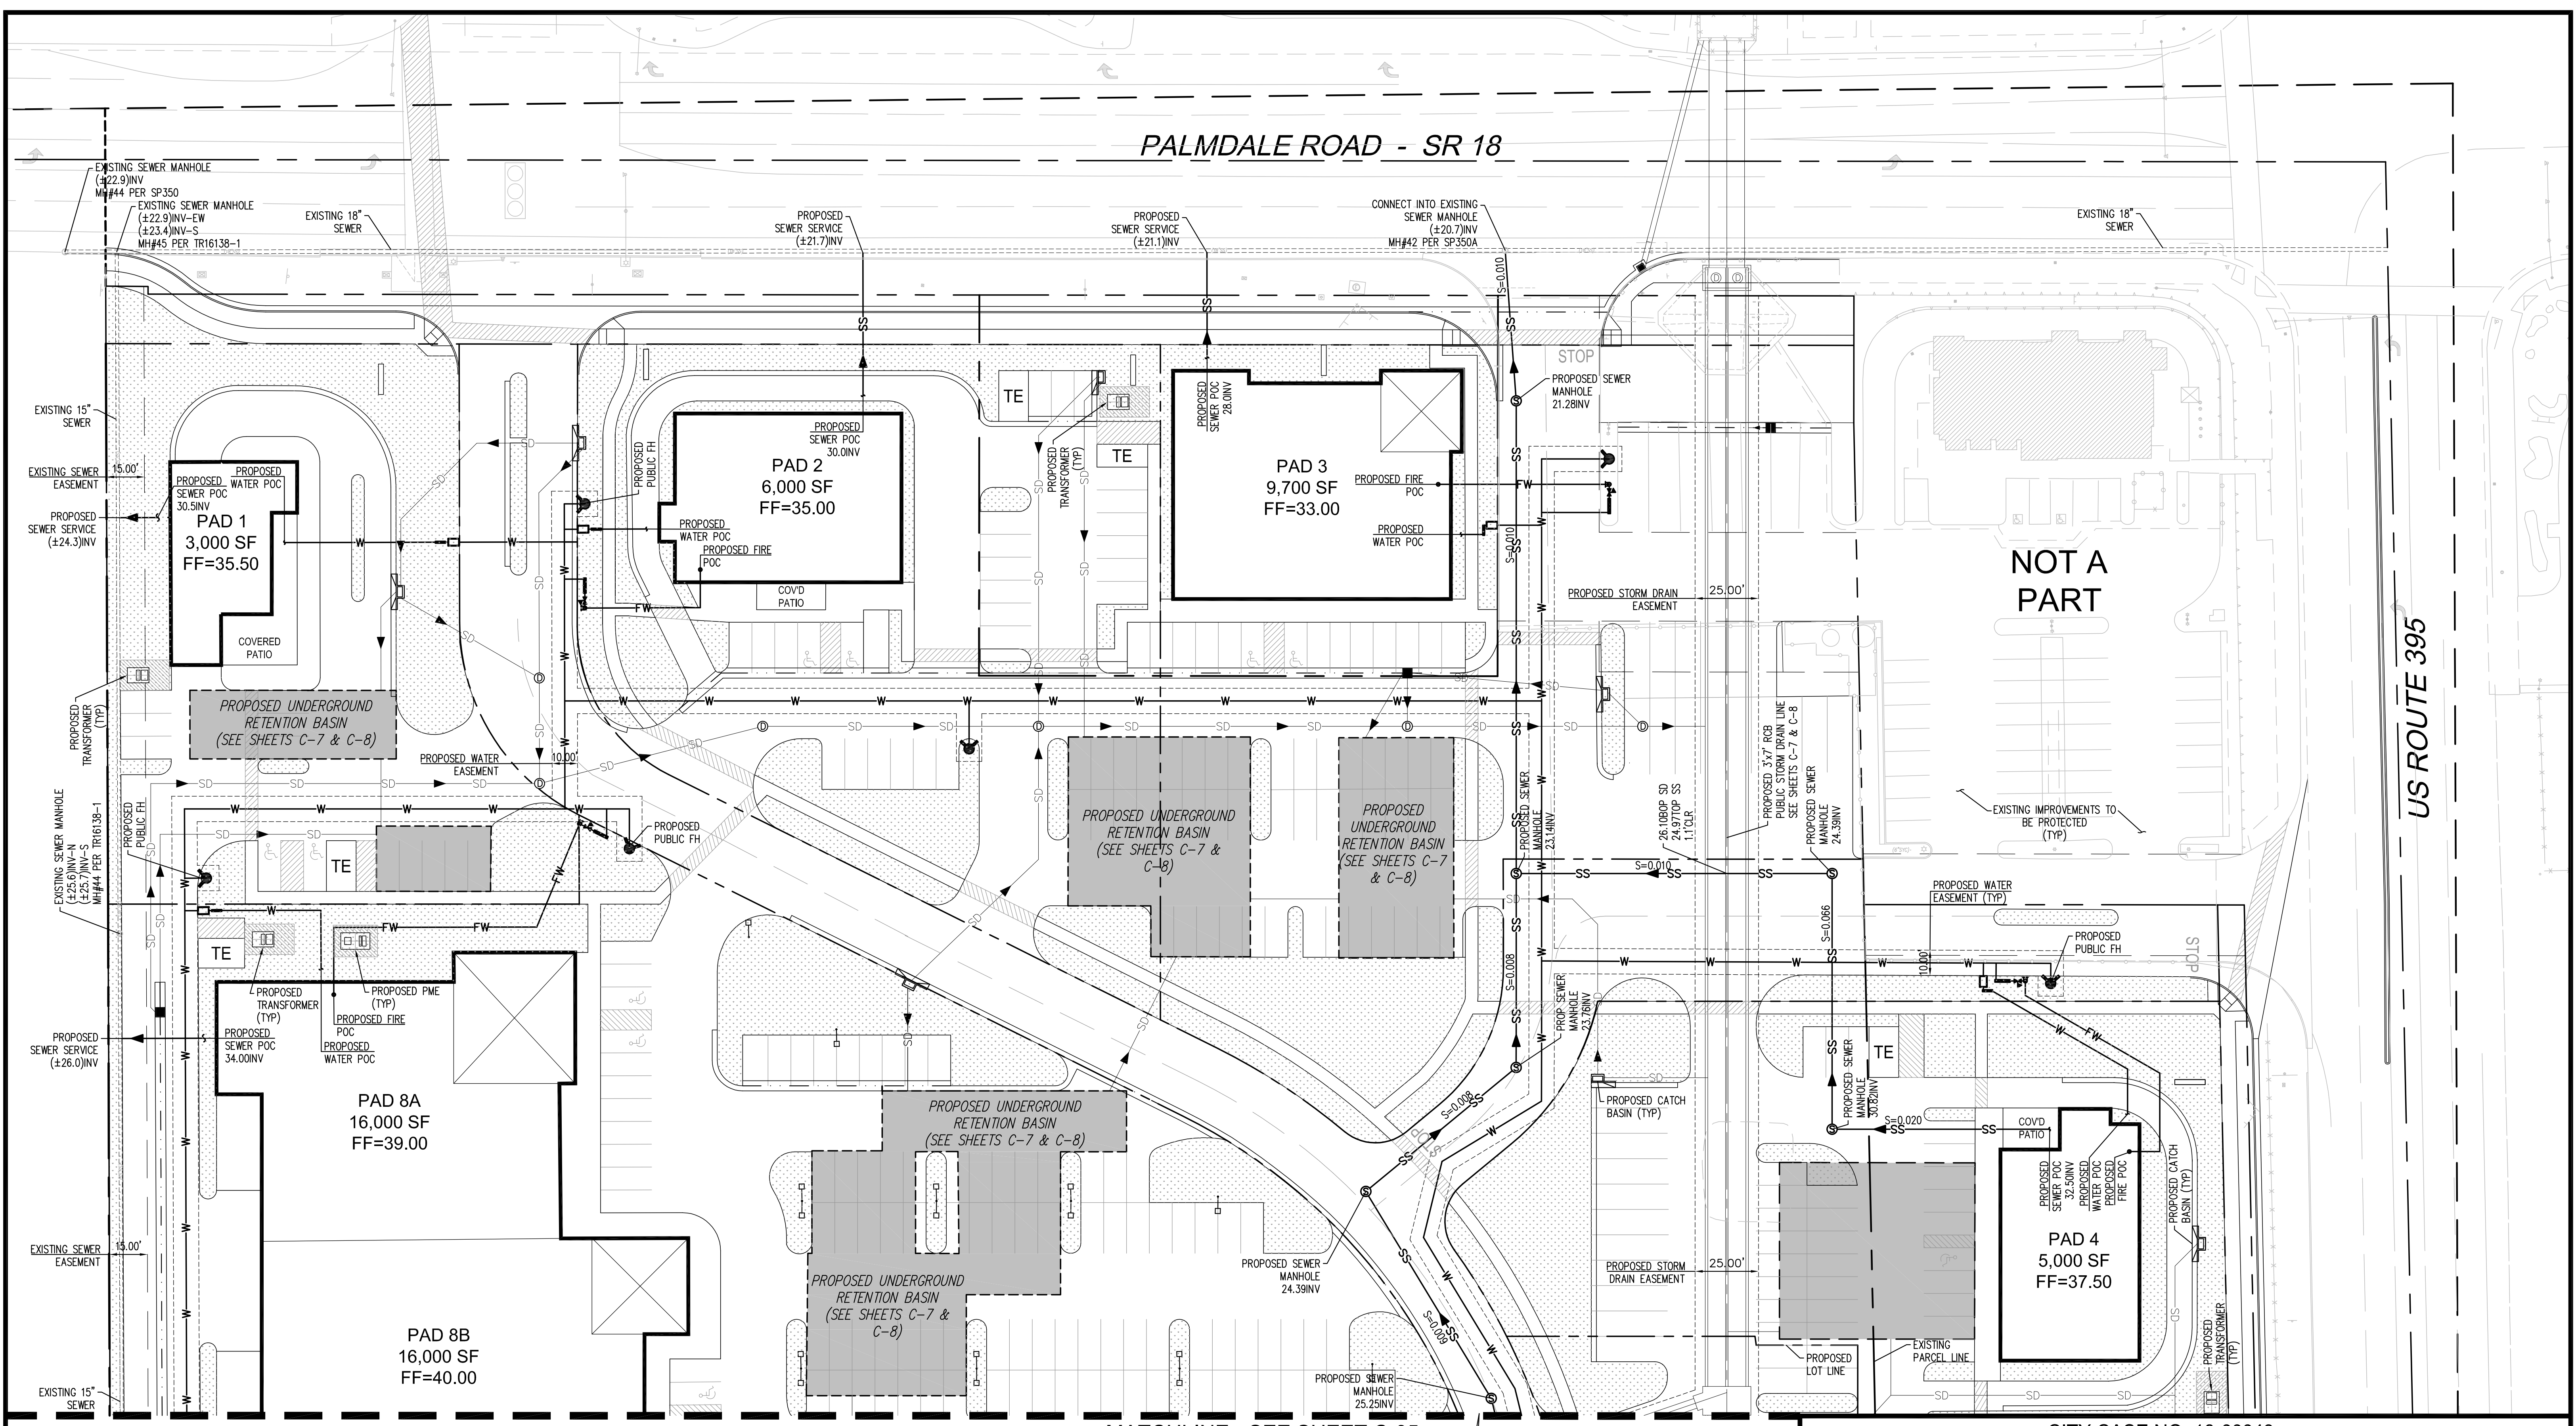 PALMDALE ROAD - SR 18
EXISTING SEWER MANHOLE
(±22.9)INV
MH#44 PER SP350
EXISTING SEWER MANHOLE
(±22.9)INV-EW
(±23.4)INV-S
MH#45 PER TR16138-1
EXISTING 18"
SEWER
PROPOSED
SEWER SERVICE
(±21.7)INV
PROPOSED
SEWER SERVICE
(±21.1)INV
CONNECT INTO EXISTING
SEWER MANHOLE
(±20.7)INV
MH#42 PER SP350A
EXISTING 18"
SEWER
S=0.010
SS
SS
SS
STOP
PROPOSED SEWER
MANHOLE
21.28INV
EXISTING 15"
SEWER
EXISTING SEWER
EASEMENT
15.00'
PROPOSED
SEWER SERVICE
(±24.3)INV
PROPOSED
SEWER POC
30.5INV
PROPOSED
WATER POC
PAD 1
3,000 SF
FF=35.50
COVERED
PATIO
PROPOSED
TRANSFORMER
(TYP)
PROPOSED
PUBLIC FH
PROPOSED
SEWER POC
30.0INV
PAD 2
6,000 SF
FF=35.00
PROPOSED
WATER POC
PROPOSED FIRE
POC
COV'D
PATIO
TE
TE
PROPOSED
TRANSFORMER
(TYP)
PROPOSED
SEWER POC
28.0INV
PAD 3
9,700 SF
FF=33.00
PROPOSED FIRE
POC
PROPOSED
WATER POC
FW
FW
S=0.010
NOT A
PART
US ROUTE 395
PROPOSED STORM DRAIN
EASEMENT
25.00'
PROPOSED UNDERGROUND
RETENTION BASIN
(SEE SHEETS C-7 & C-8)
PROPOSED WATER
EASEMENT
10.00'
EXISTING SEWER MANHOLE
(±25.6)INV-N
(±25.7)INV-S
MH#44 PER TR16138-1
PROPOSED
PUBLIC FH
PROPOSED
PUBLIC FH
TE
TE
PROPOSED UNDERGROUND
RETENTION BASIN
(SEE SHEETS C-7 &
C-8)
PROPOSED
UNDERGROUND
RETENTION BASIN
(SEE SHEETS C-7
& C-8)
PROPOSED SEWER
MANHOLE
23.14INV
26.10BOP SD
24.97TOP SS
1.1'CLR
PROPOSED 3'x7' RCB
PUBLIC STORM DRAIN LINE
SEE SHEETS C-7 & C-8
PROPOSED SEWER
MANHOLE
24.39INV
EXISTING IMPROVEMENTS TO
BE PROTECTED
(TYP)
S=0.010
S=0.066
S=0.008
PROPOSED WATER
EASEMENT (TYP)
10.00'
PROPOSED
PUBLIC FH
STOP
PROPOSED
TRANSFORMER
(TYP)
PROPOSED PME
(TYP)
PROPOSED FIRE
POC
PROPOSED
WATER POC
PROPOSED
SEWER SERVICE
(±26.0)INV
PROPOSED
SEWER POC
34.00INV
PAD 8A
16,000 SF
FF=39.00
PROP SEWER
MANHOLE
23.76INV
TE
PROPOSED SEWER
MANHOLE
30.82INV
PROPOSED CATCH
BASIN (TYP)
S=0.008
STOP
S=0.020
COV'D
PATIO
PROPOSED
SEWER POC
32.50INV
PROPOSED
WATER POC
PROPOSED
FIRE POC
PROPOSED CATCH
BASIN (TYP)
PROPOSED UNDERGROUND
RETENTION BASIN
(SEE SHEETS C-7 & C-8)
PROPOSED UNDERGROUND
RETENTION BASIN
(SEE SHEETS C-7 &
C-8)
EXISTING SEWER
EASEMENT
15.00'
PROPOSED SEWER
MANHOLE
24.39INV
PROPOSED STORM
DRAIN EASEMENT
25.00'
PAD 4
5,000 SF
FF=37.50
PAD 8B
16,000 SF
FF=40.00
S=0.009
PROPOSED
LOT LINE
EXISTING
PARCEL LINE
PROPOSED
TRANSFORMER
(TYP)
EXISTING 15"
SEWER
PROPOSED SEWER
MANHOLE
25.25INV